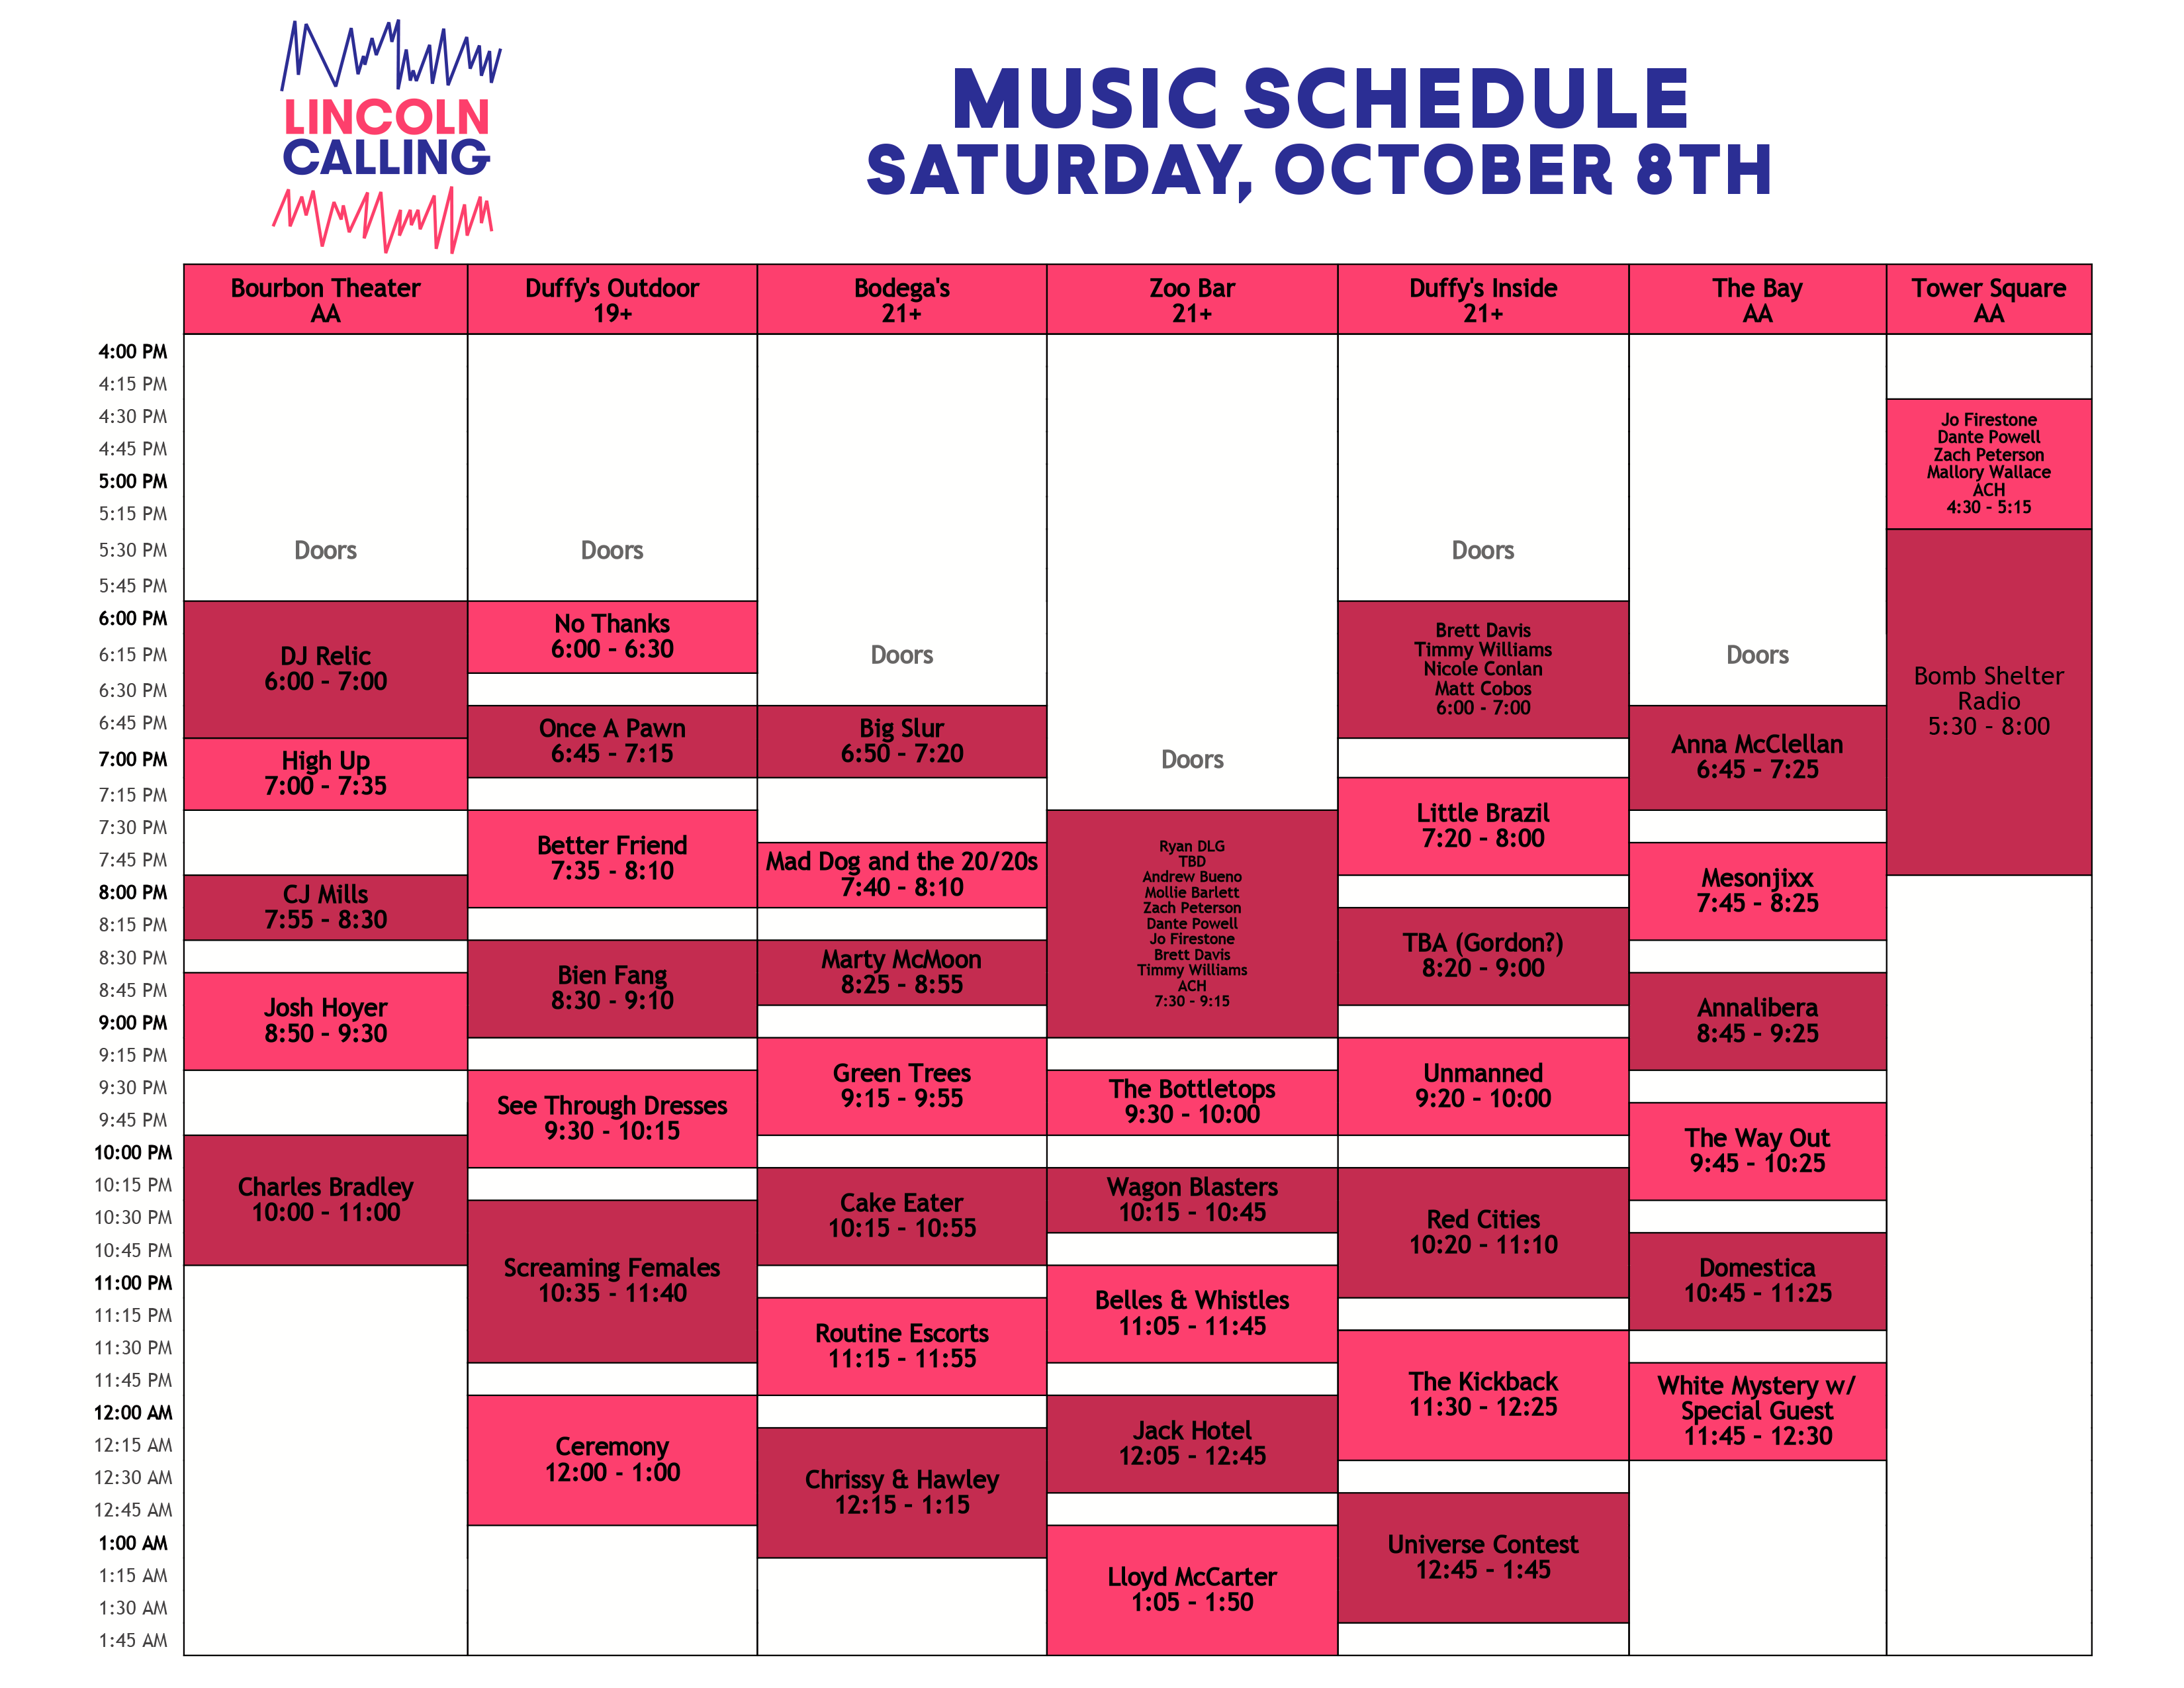 LINCOLN
CALLING
MUSIC SCHEDULE
SATURDAY, OCTOBER 8TH
Bourbon Theater
AA
Duffy's Outdoor
19+
Bodega's
21+
Zoo Bar
21+
Duffy's Inside
21+
The Bay
AA
Tower Square
AA
4:00 PM
4:15 PM
4:30 PM
4:45 PM
5:00 PM
5:15 PM
5:30 PM
5:45 PM
6:00 PM
6:15 PM
6:30 PM
6:45 PM
7:00 PM
7:15 PM
7:30 PM
7:45 PM
8:00 PM
8:15 PM
8:30 PM
8:45 PM
9:00 PM
9:15 PM
9:30 PM
9:45 PM
10:00 PM
10:15 PM
10:30 PM
10:45 PM
11:00 PM
11:15 PM
11:30 PM
11:45 PM
12:00 AM
12:15 AM
12:30 AM
12:45 AM
1:00 AM
1:15 AM
1:30 AM
1:45 AM
Doors
DJ Relic
6:00 - 7:00
High Up
7:00 - 7:35
CJ Mills
7:55 - 8:30
Josh Hoyer
8:50 - 9:30
Charles Bradley
10:00 - 11:00
Doors
No Thanks
6:00 - 6:30
Once A Pawn
6:45 - 7:15
Better Friend
7:35 - 8:10
Bien Fang
8:30 - 9:10
See Through Dresses
9:30 - 10:15
Screaming Females
10:35 - 11:40
Ceremony
12:00 - 1:00
Doors
Big Slur
6:50 - 7:20
Mad Dog and the 20/20s
7:40 - 8:10
Marty McMoon
8:25 - 8:55
Green Trees
9:15 - 9:55
Cake Eater
10:15 - 10:55
Routine Escorts
11:15 - 11:55
Chrissy & Hawley
12:15 - 1:15
Doors
Ryan DLG
TBD
Andrew Bueno
Mollie Barlett
Zach Peterson
Dante Powell
Jo Firestone
Brett Davis
Timmy Williams
ACH
7:30 - 9:15
The Bottletops
9:30 - 10:00
Wagon Blasters
10:15 - 10:45
Belles & Whistles
11:05 - 11:45
Jack Hotel
12:05 - 12:45
Lloyd McCarter
1:05 - 1:50
Doors
Brett Davis
Timmy Williams
Nicole Conlan
Matt Cobos
6:00 - 7:00
Little Brazil
7:20 - 8:00
TBA (Gordon?)
8:20 - 9:00
Unmanned
9:20 - 10:00
Red Cities
10:20 - 11:10
The Kickback
11:30 - 12:25
Universe Contest
12:45 - 1:45
Doors
Anna McClellan
6:45 - 7:25
Mesonjixx
7:45 - 8:25
Annalibera
8:45 - 9:25
The Way Out
9:45 - 10:25
Domestica
10:45 - 11:25
White Mystery w/
Special Guest
11:45 - 12:30
Jo Firestone
Dante Powell
Zach Peterson
Mallory Wallace
ACH
4:30 - 5:15
Bomb Shelter
Radio
5:30 - 8:00